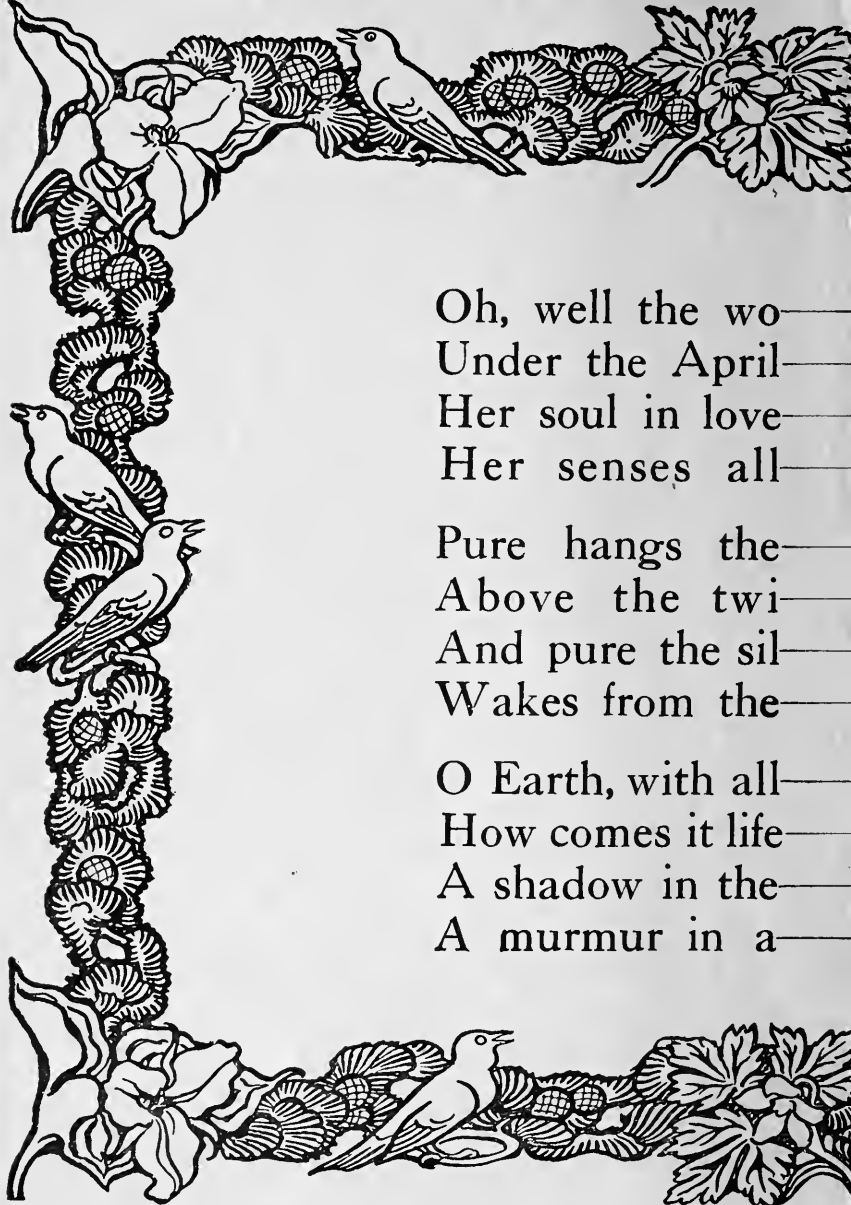 Oh, well the wo——
Under the April——
Her soul in love——
Her senses all——
Pure hangs the——
Above the twi——
And pure the sil——
Wakes from the——
O Earth, with all——
How comes it life——
A shadow in the——
A murmur in a——